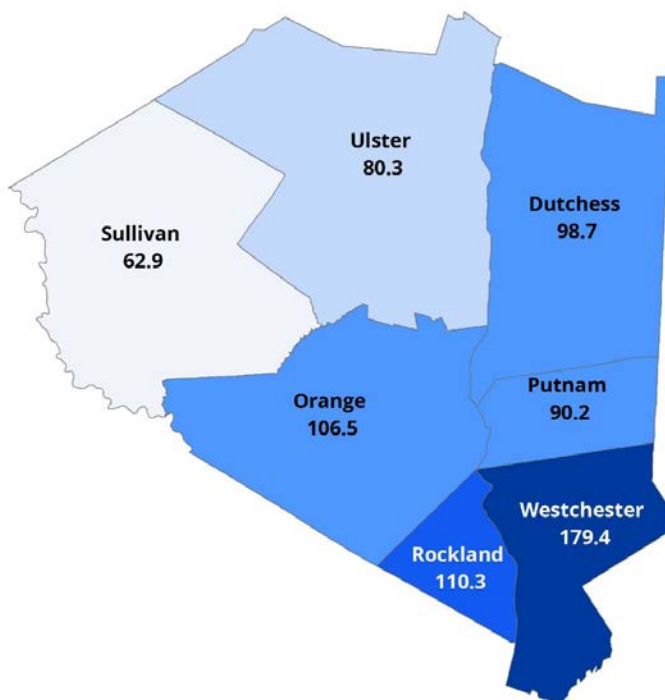 Ulster
80.3
Dutchess
98.7
Sullivan
62.9
Putnam
90.2
Orange
106.5
Westchester
179.4
Rockland
110.3